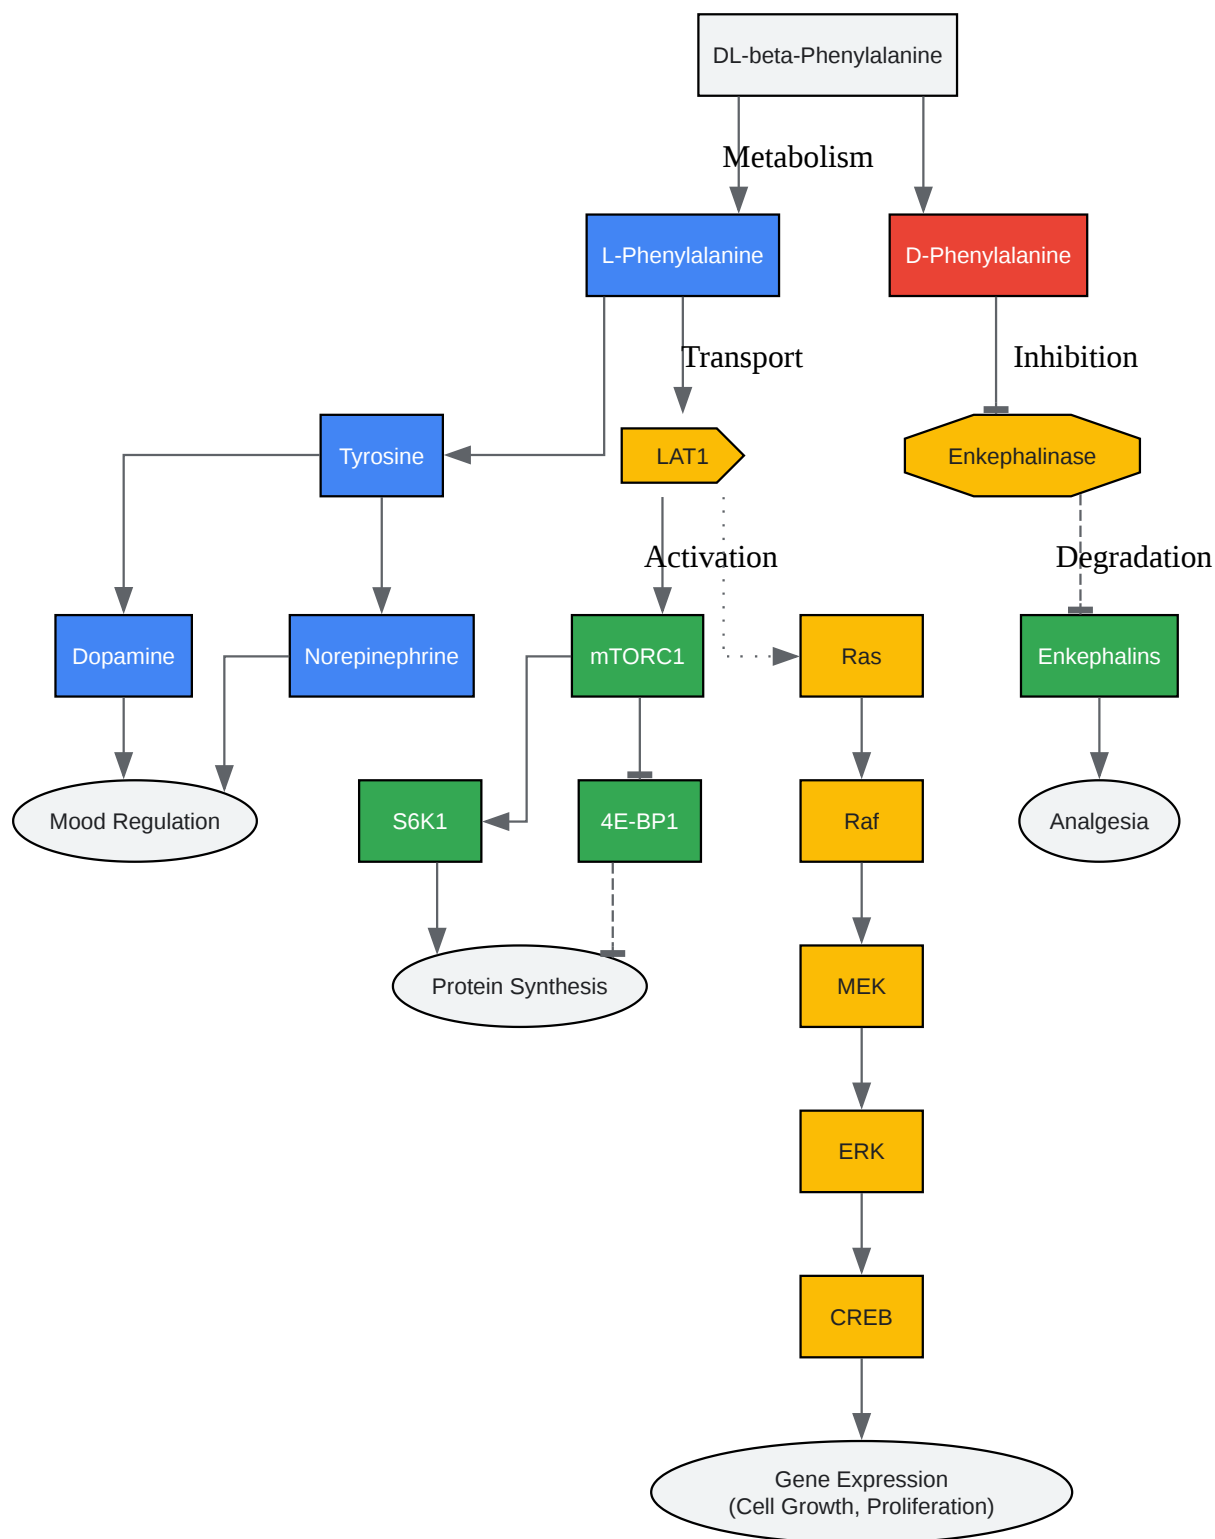 DL-beta-Phenylalanine
Metabolism
L-Phenylalanine
D-Phenylalanine
Transport
Inhibition
Tyrosine
LAT1
Enkephalinase
Activation
Degradation
Dopamine
Norepinephrine
mTORC1
Ras
Enkephalins
Mood Regulation
S6K1
4E-BP1
Raf
Analgesia
Protein Synthesis
MEK
ERK
CREB
Gene Expression
(Cell Growth, Proliferation)